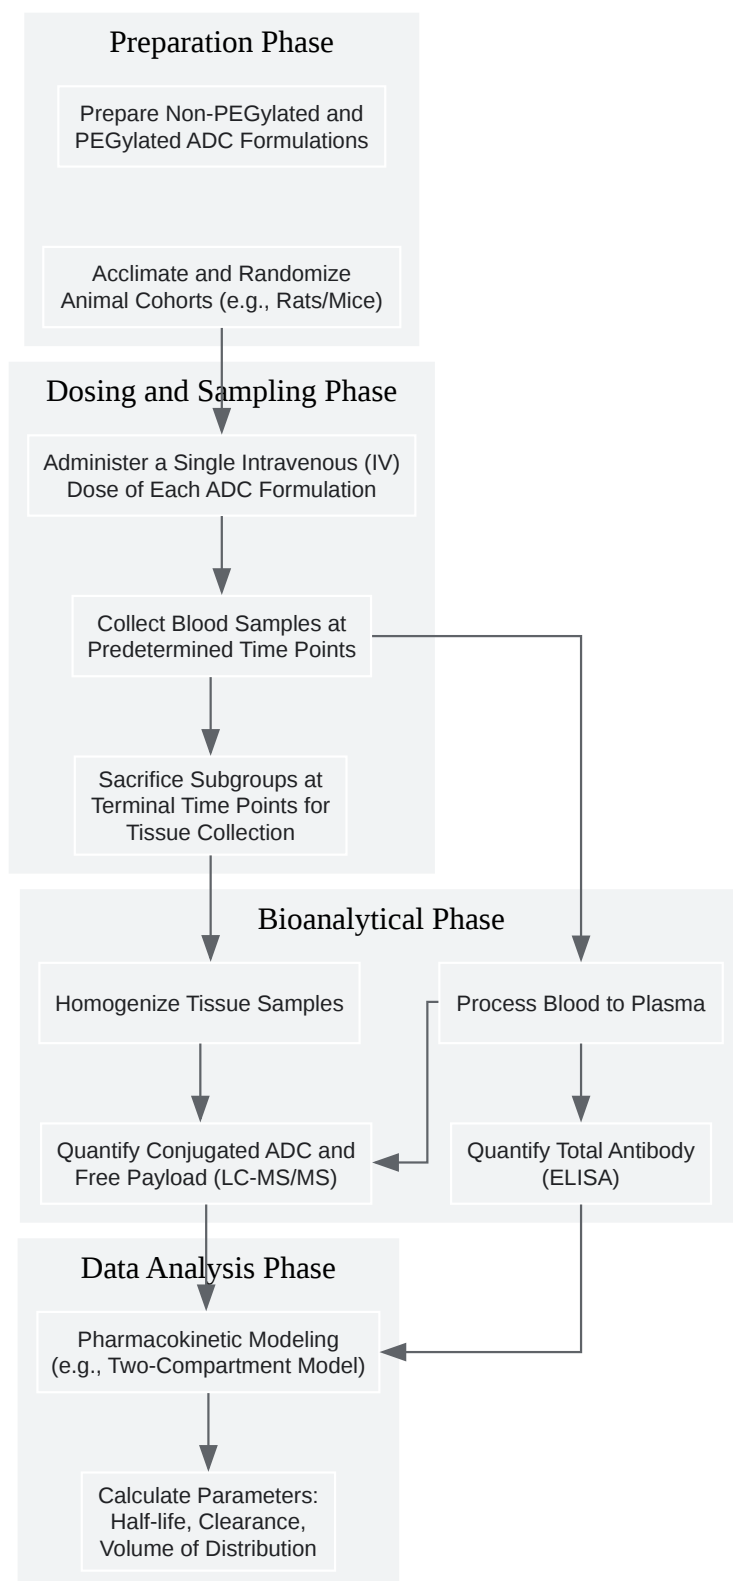 Preparation Phase
Prepare Non-PEGylated and
PEGylated ADC Formulations
Acclimate and Randomize
Animal Cohorts (e.g., Rats/Mice)
Dosing and Sampling Phase
Administer a Single Intravenous (IV)
Dose of Each ADC Formulation
Collect Blood Samples at
Predetermined Time Points
Sacrifice Subgroups at
Terminal Time Points for
Tissue Collection
Bioanalytical Phase
Homogenize Tissue Samples
Process Blood to Plasma
Quantify Conjugated ADC and
Free Payload (LC-MS/MS)
Quantify Total Antibody
(ELISA)
Data Analysis Phase
Pharmacokinetic Modeling
(e.g., Two-Compartment Model)
Calculate Parameters:
Half-life, Clearance,
Volume of Distribution